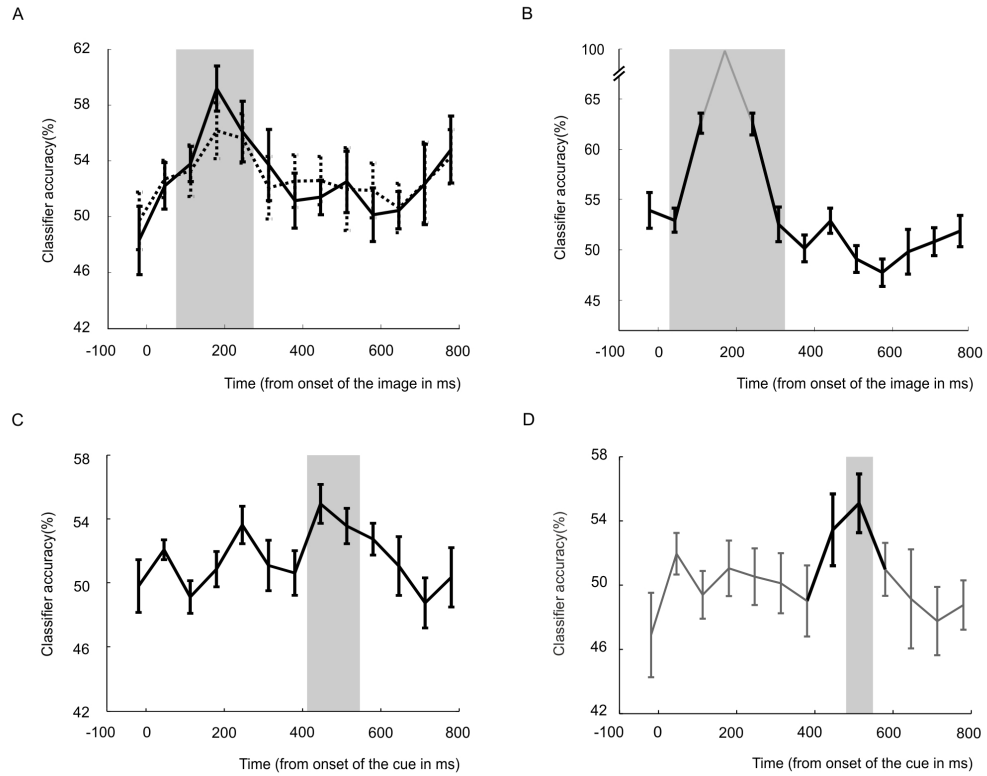 A
62
58
54
50
46
42
Classifier accuracy(%)
-100 0 200 400 600 800
Time (from onset of the image in ms)
B
100
65
60
55
50
45
Classifier accuracy(%)
-100 0 200 400 600 800
Time (from onset of the image in ms)
C
58
54
50
46
42
Classifier accuracy(%)
-100 0 200 400 600 800
Time (from onset of the cue in ms)
D
58
54
50
46
42
Classifier accuracy(%)
-100 0 200 400 600 800
Time (from onset of the cue in ms)